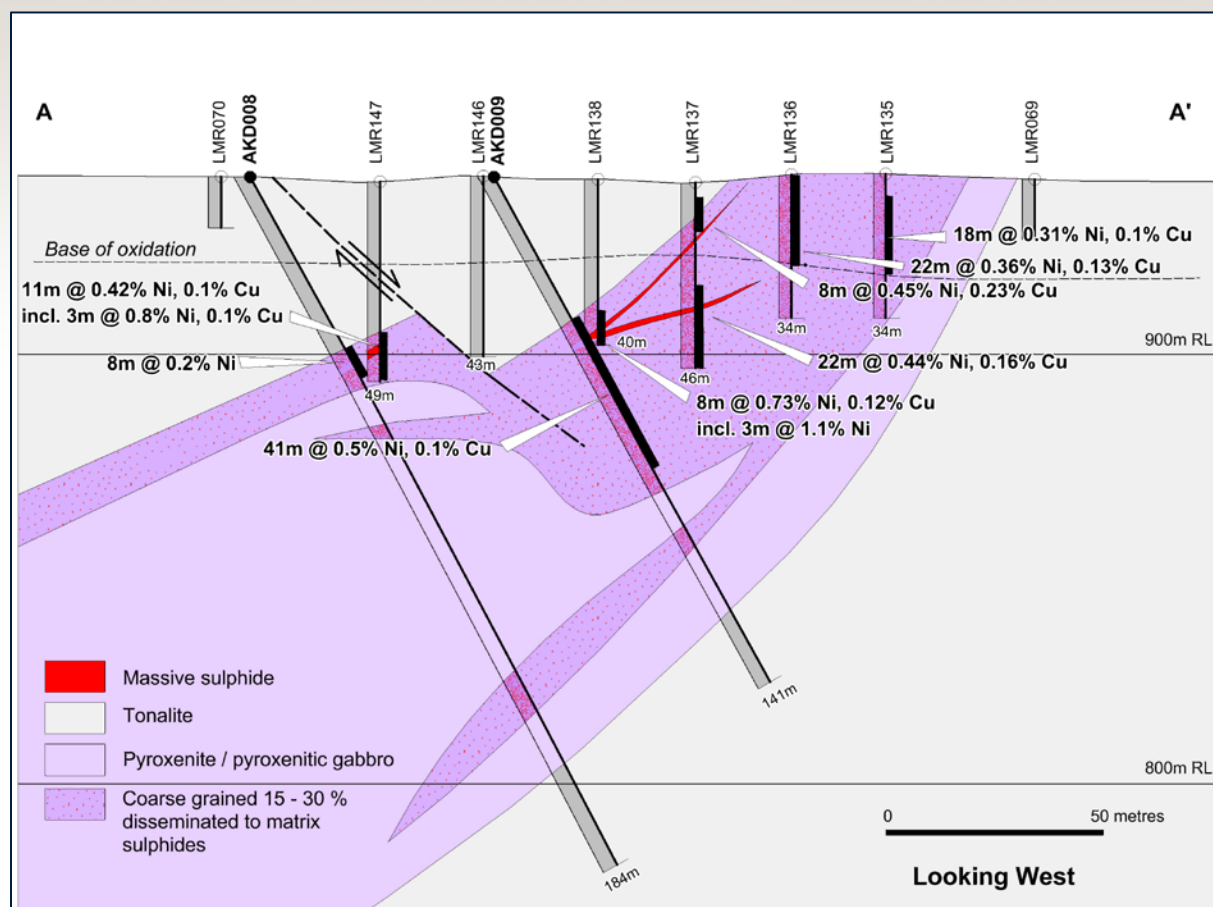 A
A'
LMR070
AKD008
LMR147
LMR146
AKD009
LMR138
LMR137
LMR136
LMR135
LMR069
Base of oxidation
18m @ 0.31% Ni, 0.1% Cu
22m @ 0.36% Ni, 0.13% Cu
8m @ 0.45% Ni, 0.23% Cu
11m @ 0.42% Ni, 0.1% Cu
incl. 3m @ 0.8% Ni, 0.1% Cu
34m
34m
40m
900m RL
8m @ 0.2% Ni
43m
46m
22m @ 0.44% Ni, 0.16% Cu
49m
8m @ 0.73% Ni, 0.12% Cu
incl. 3m @ 1.1% Ni
41m @ 0.5% Ni, 0.1% Cu
Massive sulphide
Tonalite
Pyroxenite / pyroxenitic gabbro
Coarse grained 15 - 30 %
disseminated to matrix
sulphides
141m
184m
800m RL
0
50 metres
Looking West